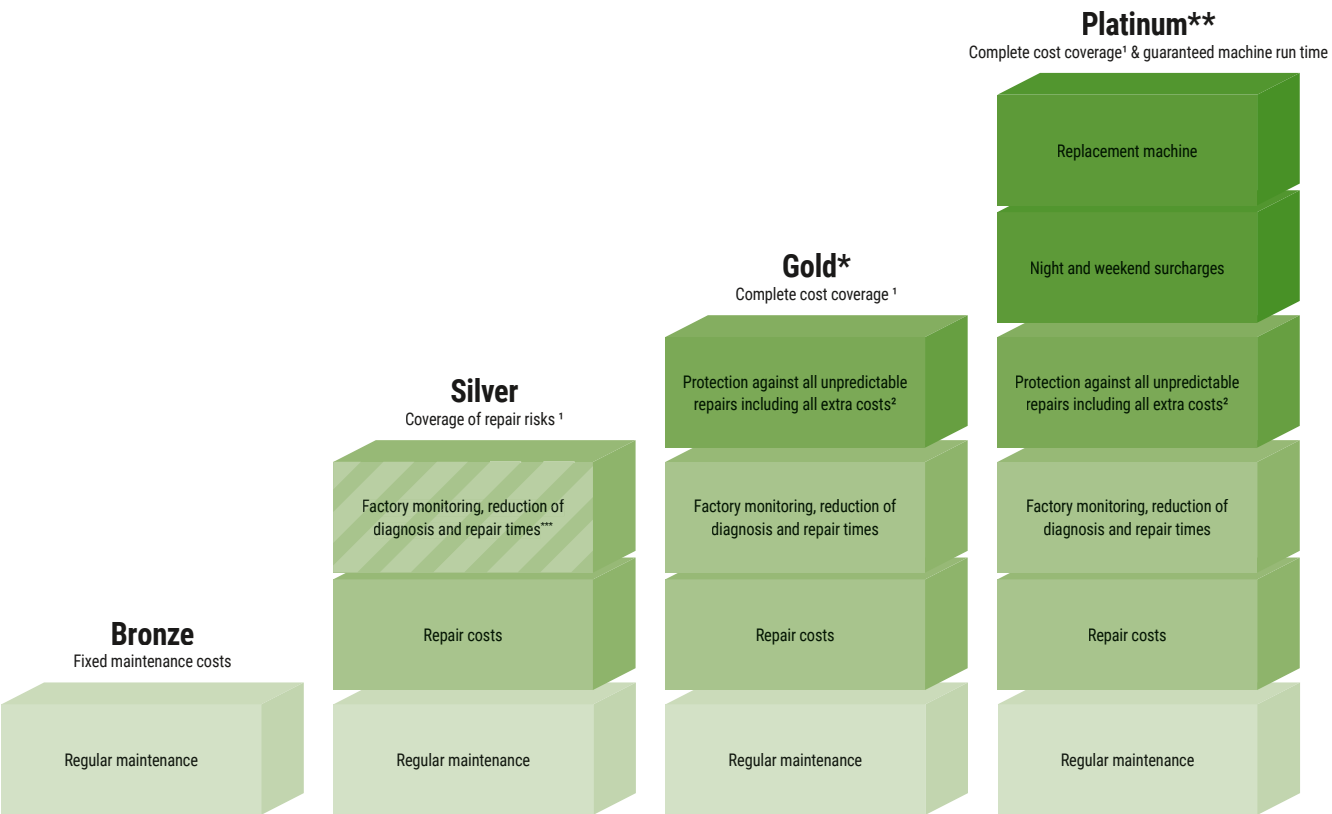 Platinum**
Complete cost coverage¹ & guaranteed machine run time
Replacement machine
Night and weekend surcharges
Protection against all unpredictable
repairs including all extra costs²
Factory monitoring, reduction of
diagnosis and repair times
Repair costs
Regular maintenance
Gold*
Complete cost coverage ¹
Protection against all unpredictable
repairs including all extra costs²
Factory monitoring, reduction of
diagnosis and repair times
Repair costs
Regular maintenance
Silver
Coverage of repair risks ¹
Factory monitoring, reduction of
diagnosis and repair times***
Repair costs
Regular maintenance
Bronze
Fixed maintenance costs
Regular maintenance